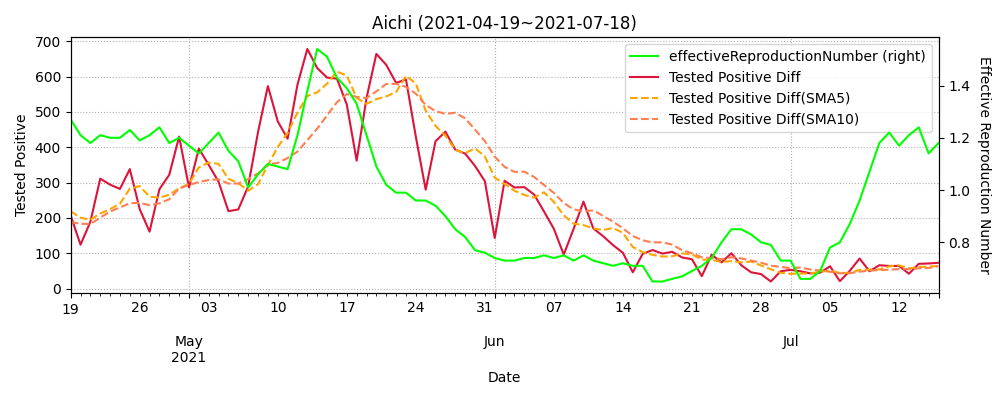 Aichi (2021-04-19~2021-07-18)
700
600
500
400
300
200
100
0
Tested Positive
effectiveReproductionNumber (right)
Tested Positive Diff
Tested Positive Diff(SMA5)
Tested Positive Diff(SMA10)
1.4
1.2
1.0
0.8
Effective Reproduction Number
19 26 03 10 17 24 31 07 14 21 28 05 12
May Jun Jul
2021
Date